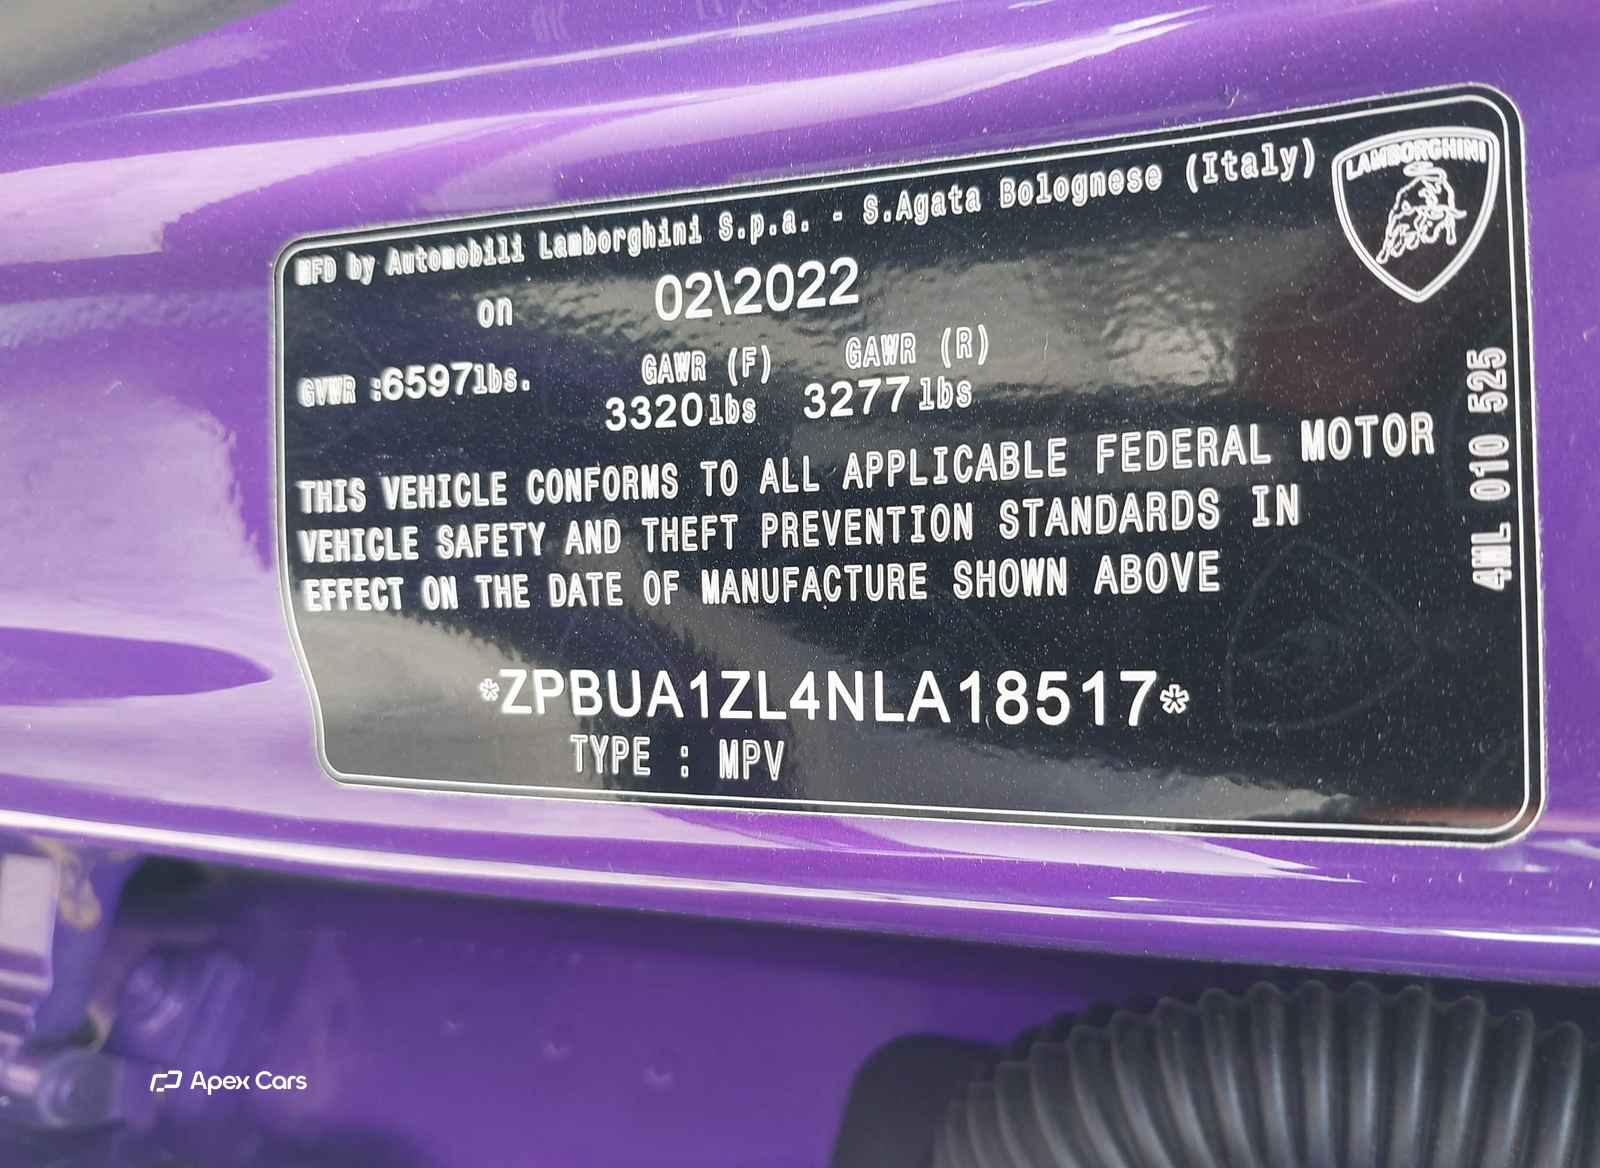 LAMBORGHINI
MFD by Automobili Lamborghini S.p.a. - S.Agata Bolognese (Italy)
on 02\2022
GVWR :6597lbs. GAWR (F) GAWR (R)
3320lbs 3277lbs
THIS VEHICLE CONFORMS TO ALL APPLICABLE FEDERAL MOTOR
VEHICLE SAFETY AND THEFT PREVENTION STANDARDS IN
EFFECT ON THE DATE OF MANUFACTURE SHOWN ABOVE
*ZPBUA1ZL4NLA18517*
TYPE : MPV
4ML 010 525
Apex Cars